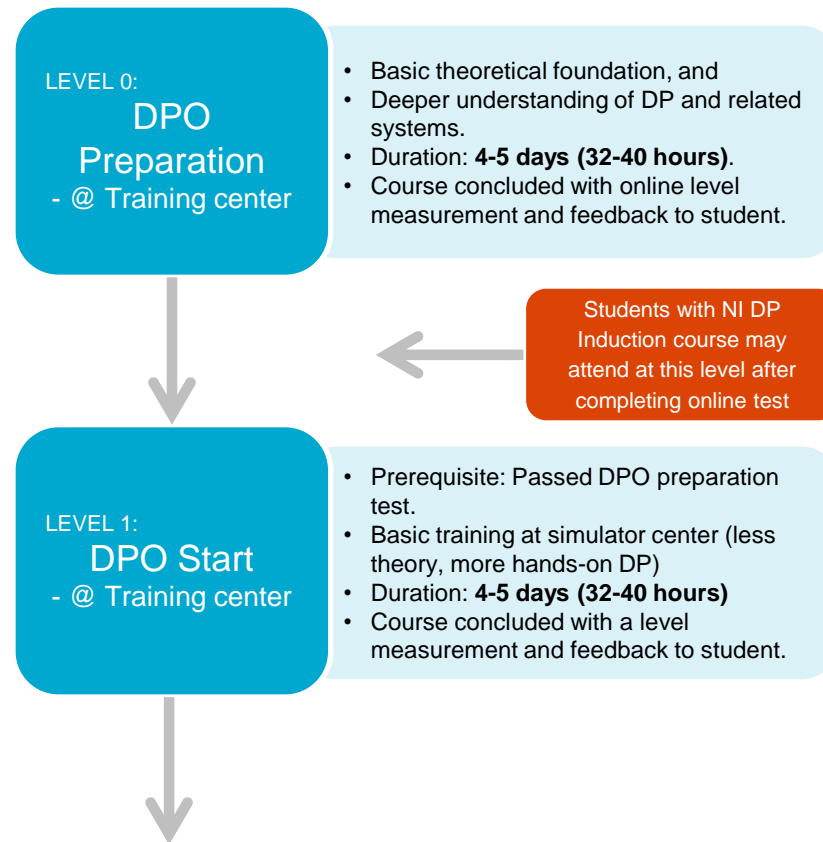 LEVEL 0:
DPO
Preparation
- @ Training center
• Basic theoretical foundation, and
• Deeper understanding of DP and related
systems.
• Duration: 4-5 days (32-40 hours).
• Course concluded with online level
measurement and feedback to student.
Students with NI DP
Induction course may
attend at this level after
completing online test
LEVEL 1:
DPO Start
- @ Training center
• Prerequisite: Passed DPO preparation
test.
• Basic training at simulator center (less
theory, more hands-on DP)
• Duration: 4-5 days (32-40 hours)
• Course concluded with a level
measurement and feedback to student.